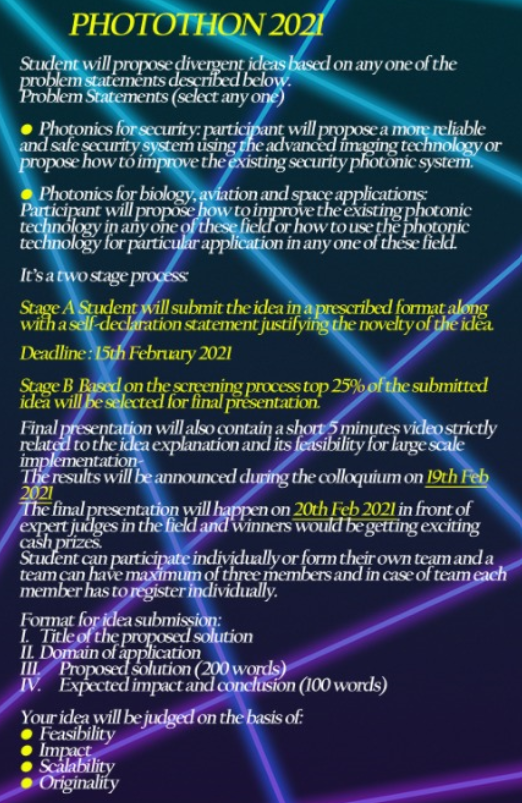 PHOTOTHON 2021
Student will propose divergent ideas based on any one of the
problem statements described below.
Problem Statements (select any one)
● Photonics for security: participant will propose a more reliable
and safe security system using the advanced imaging technology or
propose how to improve the existing security photonic system.
● Photonics for biology, aviation and space applications:
Participant will propose how to improve the existing photonic
technology in any one of these field or how to use the photonic
technology for particular application in any one of these field.
It's a two stage process:
Stage A Student will submit the idea in a prescribed format along
with a self-declaration statement justifying the novelty of the idea.
Deadline : 15th February 2021
Stage B Based on the screening process top 25% of the submitted
idea will be selected for final presentation.
Final presentation will also contain a short 5 minutes video strictly
related to the idea explanation and its feasibility for large scale
implementation-
The results will be announced during the colloquium on 19th Feb
2021
The final presentation will happen on 20th Feb 2021 in front of
expert judges in the field and winners would be getting exciting
cash prizes.
Student can participate individually or form their own team and a
team can have maximum of three members and in case of team each
member has to register individually.
Format for idea submission:
I. Title of the proposed solution
II. Domain of application
III. Proposed solution (200 words)
IV. Expected impact and conclusion (100 words)
Your idea will be judged on the basis of:
● Feasibility
● Impact
● Scalability
● Originality